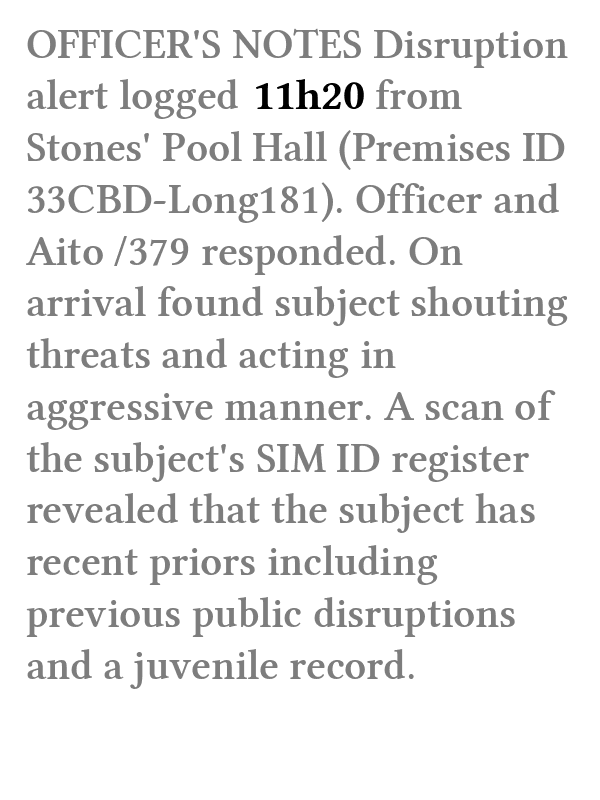 OFFICER'S NOTES Disruption
alert logged 11h20 from
Stones' Pool Hall (Premises ID
33CBD-Long181). Officer and
Aito /379 responded. On
arrival found subject shouting
threats and acting in
aggressive manner. A scan of
the subject's SIM ID register
revealed that the subject has
recent priors including
previous public disruptions
and a juvenile record.